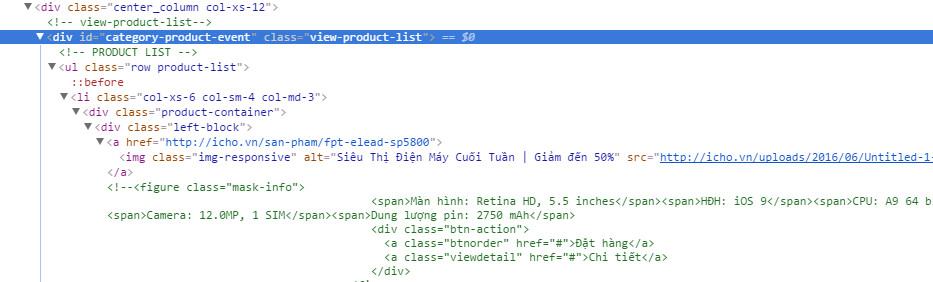 ▼<div class="center_column col-xs-12">
<!-- view-product-list-->
▼<div id="category-product-event" class="view-product-list"> == $0
<!-- PRODUCT LIST -->
▼<ul class="row product-list">
::before
▼<li class="col-xs-6 col-sm-4 col-md-3">
▼<div class="product-container">
▼<div class="left-block">
▼<a href="http://icho.vn/san-pham/fpt-elead-sp5800">
<img class="img-responsive" alt="Siêu Thị Điện Máy Cuối Tuần | Giảm đến 50%" src="http://icho.vn/uploads/2016/06/Untitled-1-
</a>
<!--<figure class="mask-info">
<span>Màn hình: Retina HD, 5.5 inches</span><span>HĐH: iOS 9</span><span>CPU: A9 64 b
<span>Camera: 12.0MP, 1 SIM</span><span>Dung lượng pin: 2750 mAh</span>
<div class="btn-action">
<a class="btnorder" href="#">Đặt hàng</a>
<a class="viewdetail" href="#">Chi tiết</a>
</div>